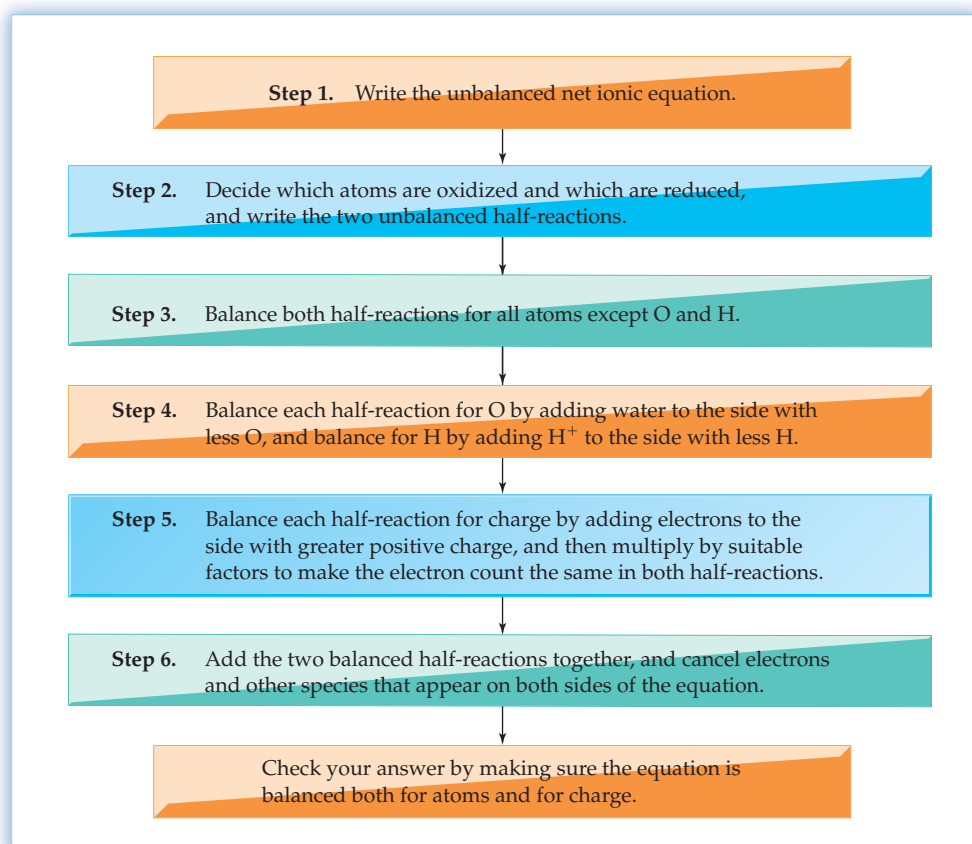 Step 1. Write the unbalanced net ionic equation.
Step 2. Decide which atoms are oxidized and which are reduced,
and write the two unbalanced half-reactions.
Step 3. Balance both half-reactions for all atoms except O and H.
Step 4. Balance each half-reaction for O by adding water to the side with
less O, and balance for H by adding H⁺ to the side with less H.
Step 5. Balance each half-reaction for charge by adding electrons to the
side with greater positive charge, and then multiply by suitable
factors to make the electron count the same in both half-reactions.
Step 6. Add the two balanced half-reactions together, and cancel electrons
and other species that appear on both sides of the equation.
Check your answer by making sure the equation is
balanced both for atoms and for charge.